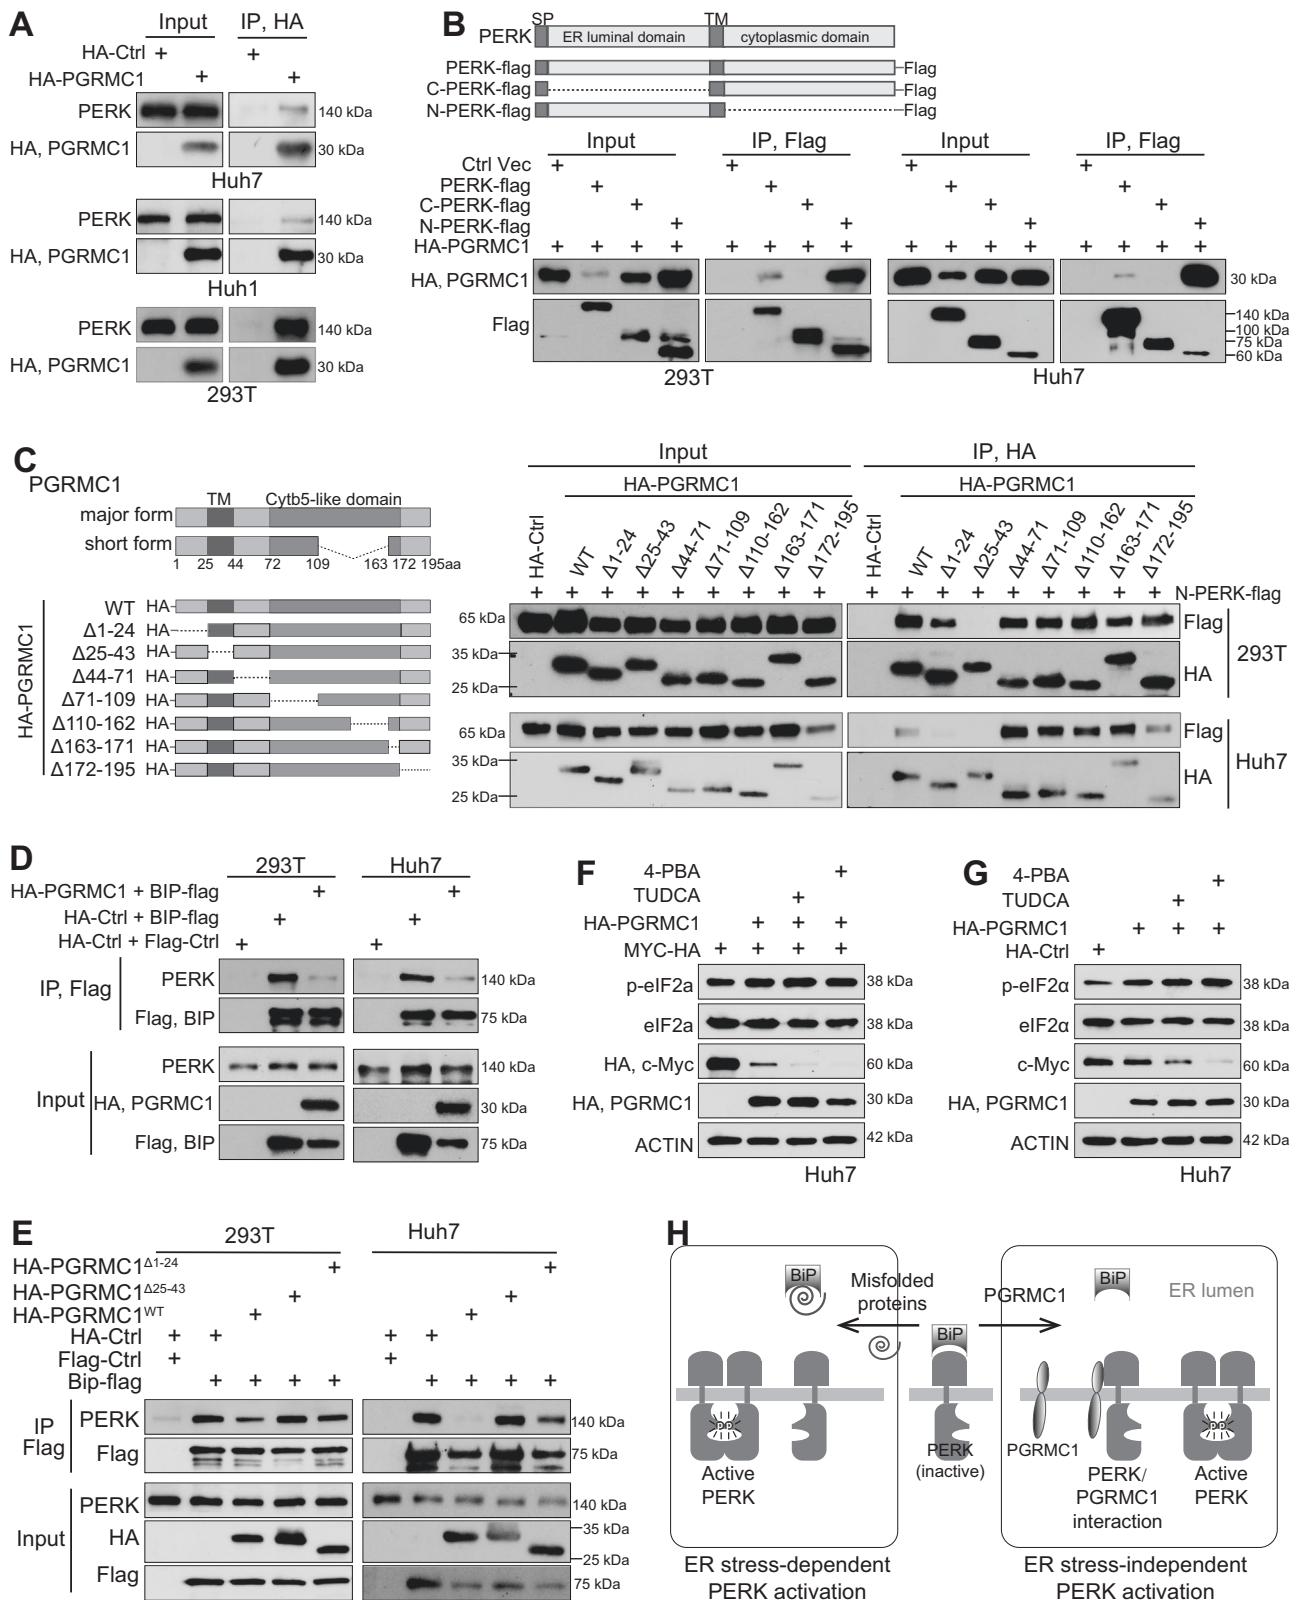 A
Input IP, HA
HA-Ctrl + +
HA-PGRMC1 + +
PERK 140 kDa
HA, PGRMC1 30 kDa
Huh7
PERK 140 kDa
HA, PGRMC1 30 kDa
Huh1
PERK 140 kDa
HA, PGRMC1 30 kDa
293T
B
SP TM
PERK ER luminal domain cytoplasmic domain
PERK-flag Flag
C-PERK-flag Flag
N-PERK-flag Flag
Input IP, Flag Input IP, Flag
Ctrl Vec + + + +
PERK-flag + + + +
C-PERK-flag + + + +
N-PERK-flag + + + +
HA-PGRMC1 + + + + + + + + + + + + + + + +
HA, PGRMC1 30 kDa
Flag 140 kDa
100 kDa
75 kDa
60 kDa
293T Huh7
C
PGRMC1
TM Cytb5-like domain
major form
short form
1 25 44 72 109 163 172 195aa
HA-PGRMC1
WT HA
Δ1-24 HA
Δ25-43 HA
Δ44-71 HA
Δ71-109 HA
Δ110-162 HA
Δ163-171 HA
Δ172-195 HA
Input IP, HA
HA-PGRMC1 HA-PGRMC1
HA-Ctrl WT Δ1-24 Δ25-43 Δ44-71 Δ71-109 Δ110-162 Δ163-171 Δ172-195 HA-Ctrl WT Δ1-24 Δ25-43 Δ44-71 Δ71-109 Δ110-162 Δ163-171 Δ172-195
+ + + + + + + + + + + + + + + + + + N-PERK-flag
65 kDa Flag
35 kDa
25 kDa HA
293T
65 kDa Flag
35 kDa
25 kDa HA
Huh7
D
293T Huh7
HA-PGRMC1 + BIP-flag + +
HA-Ctrl + BIP-flag + +
HA-Ctrl + Flag-Ctrl + +
IP, Flag
PERK 140 kDa
Flag, BIP 75 kDa
Input
PERK 140 kDa
HA, PGRMC1 30 kDa
Flag, BIP 75 kDa
F
4-PBA +
TUDCA +
HA-PGRMC1 + + +
MYC-HA + + + +
p-eIF2a 38 kDa
eIF2a 38 kDa
HA, c-Myc 60 kDa
HA, PGRMC1 30 kDa
ACTIN 42 kDa
Huh7
G
4-PBA +
TUDCA +
HA-PGRMC1 + + +
HA-Ctrl +
p-eIF2α 38 kDa
eIF2α 38 kDa
c-Myc 60 kDa
HA, PGRMC1 30 kDa
ACTIN 42 kDa
Huh7
E
293T Huh7
HA-PGRMC1Δ1-24 + +
HA-PGRMC1Δ25-43 + +
HA-PGRMC1WT + +
HA-Ctrl + + + +
Flag-Ctrl + +
Bip-flag + + + + + + + +
IP
Flag
PERK 140 kDa
Flag 75 kDa
Input
PERK 140 kDa
HA 35 kDa
25 kDa
Flag 75 kDa
H
BiP
Misfolded
proteins
PGRMC1
BiP
BiP
ER lumen
P P
Active
PERK
PERK
(inactive)
PGRMC1
PERK/
PGRMC1
interaction
P P
Active
PERK
ER stress-dependent
PERK activation
ER stress-independent
PERK activation